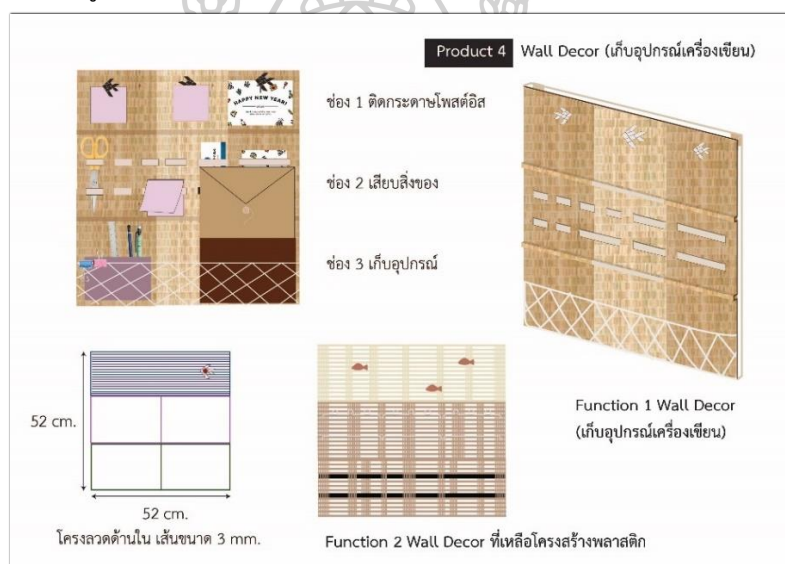 Product 4 Wall Decor (เก็บอุปกรณ์เครื่องเขียน)
HAPPY NEW YEAR!
ช่อง 1 ติดกระดาษโพสต์อิส
ช่อง 2 เสียบสิ่งของ
ช่อง 3 เก็บอุปกรณ์
Function 1 Wall Decor
(เก็บอุปกรณ์เครื่องเขียน)
52 cm.
52 cm.
โครงลวดด้านใน เส้นขนาด 3 mm.
Function 2 Wall Decor ที่เหลือโครงสร้างพลาสติก